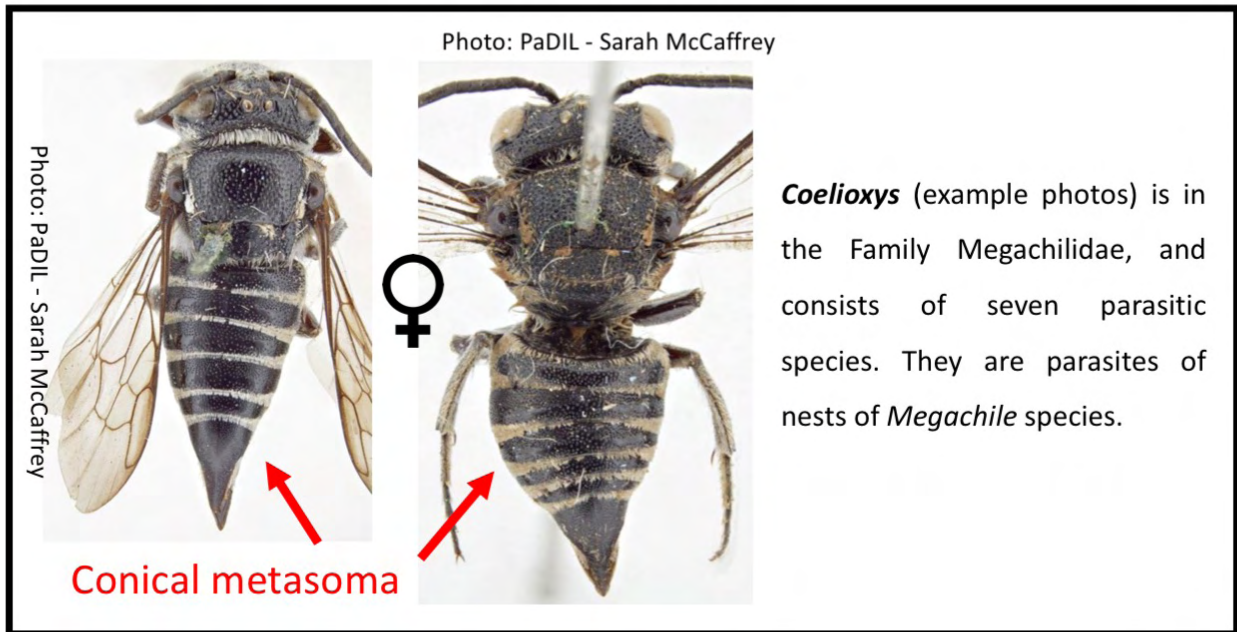 Photo: PaDIL - Sarah McCaffrey
Photo: PaDIL - Sarah McCaffrey
Coelioxys (example photos) is in
the Family Megachilidae, and
consists of seven parasitic
species. They are parasites of
nests of Megachile species.
Conical metasoma